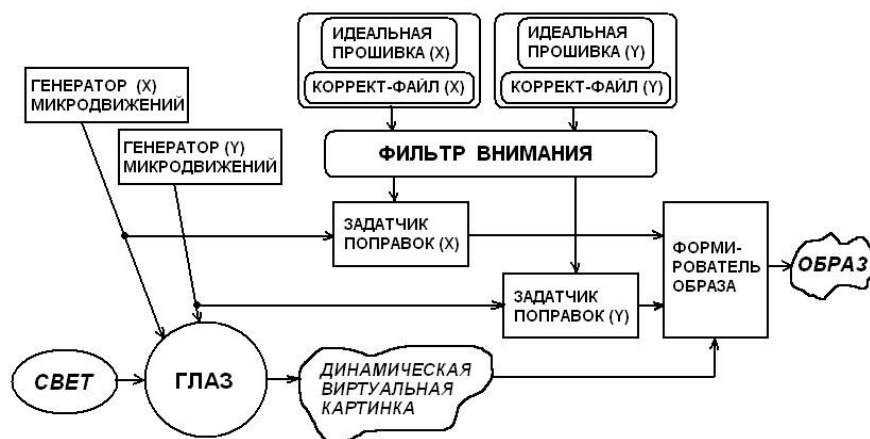 ИДЕАЛЬНАЯ
ПРОШИВКА (X)
КОРРЕКТ-ФАЙЛ (X)
ИДЕАЛЬНАЯ
ПРОШИВКА (Y)
КОРРЕКТ-ФАЙЛ (Y)
ГЕНЕРАТОР (X)
МИКРОДВИЖЕНИЙ
ГЕНЕРАТОР (Y)
МИКРОДВИЖЕНИЙ
ФИЛЬТР ВНИМАНИЯ
ЗАДАТЧИК
ПОПРАВОК (X)
ЗАДАТЧИК
ПОПРАВОК (Y)
ФОРМИ-
РОВАТЕЛЬ
ОБРАЗА
ОБРАЗ
СВЕТ
ГЛАЗ
ДИНАМИЧЕСКАЯ
ВИРТУАЛЬНАЯ
КАРТИНКА